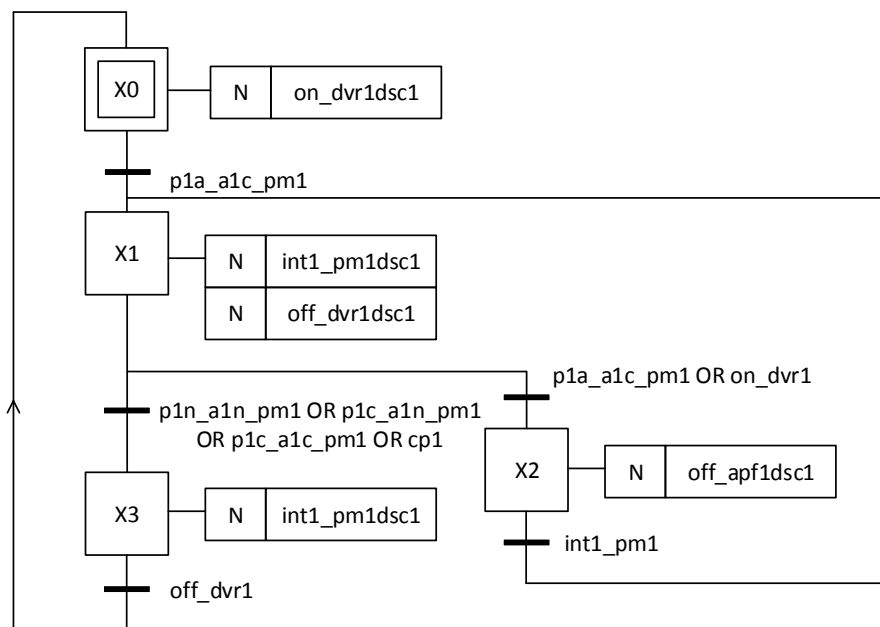 X0
N on_dvr1dsc1
p1a_a1c_pm1
X1
N int1_pm1dsc1
N off_dvr1dsc1
p1a_a1c_pm1 OR on_dvr1
p1n_a1n_pm1 OR p1c_a1n_pm1
OR p1c_a1c_pm1 OR cp1
X2
N off_apf1dsc1
X3
N int1_pm1dsc1
int1_pm1
off_dvr1